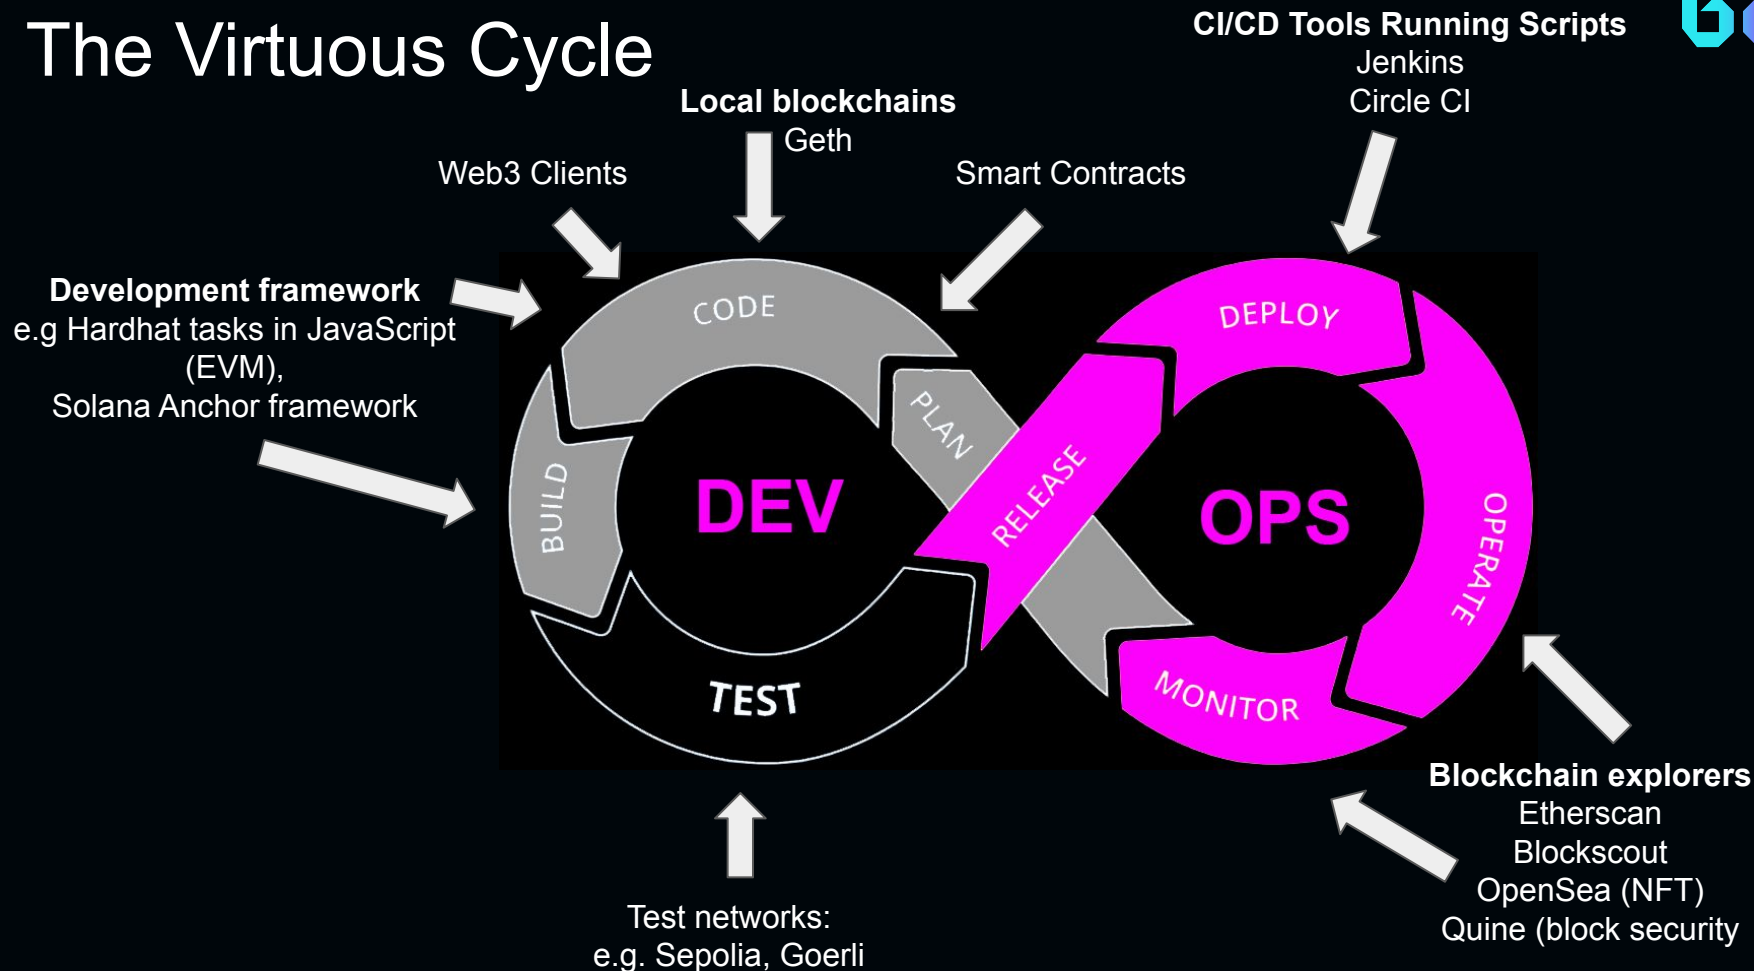 The Virtuous Cycle
CI/CD Tools Running Scripts
Jenkins
Circle CI
Local blockchains
Geth
Web3 Clients
Smart Contracts
Development framework
e.g Hardhat tasks in JavaScript
(EVM),
Solana Anchor framework
CODE
PLAN
BUILD
TEST
DEV
RELEASE
DEPLOY
OPERATE
MONITOR
OPS
Test networks:
e.g. Sepolia, Goerli
Blockchain explorers
Etherscan
Blockscout
OpenSea (NFT)
Quine (block security